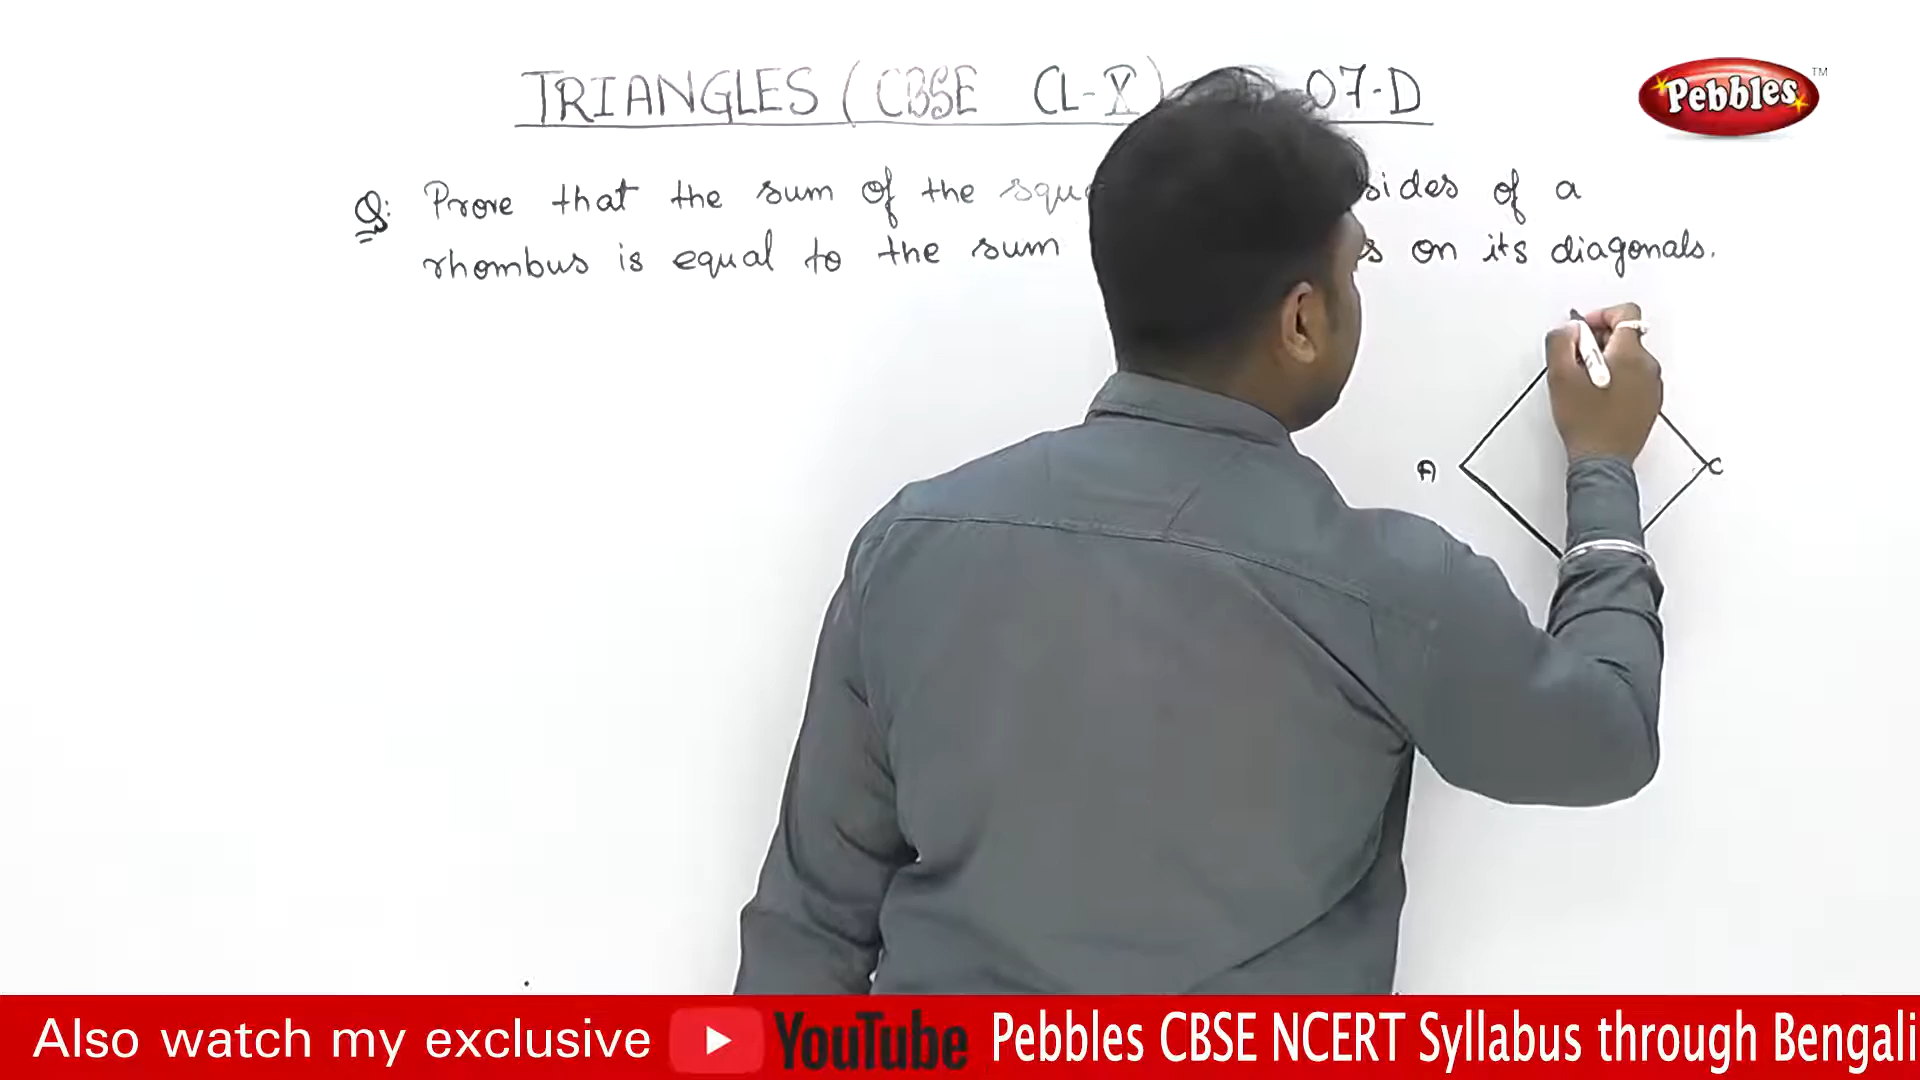 TRIANGLES (CBSE CL-X) 07-D
Pebbles TM
Q: Prove that the sum of the sides of a
rhombus is equal to the sum on its diagonals.
A
C
Also watch my exclusive YouTube Pebbles CBSE NCERT Syllabus through Bengali